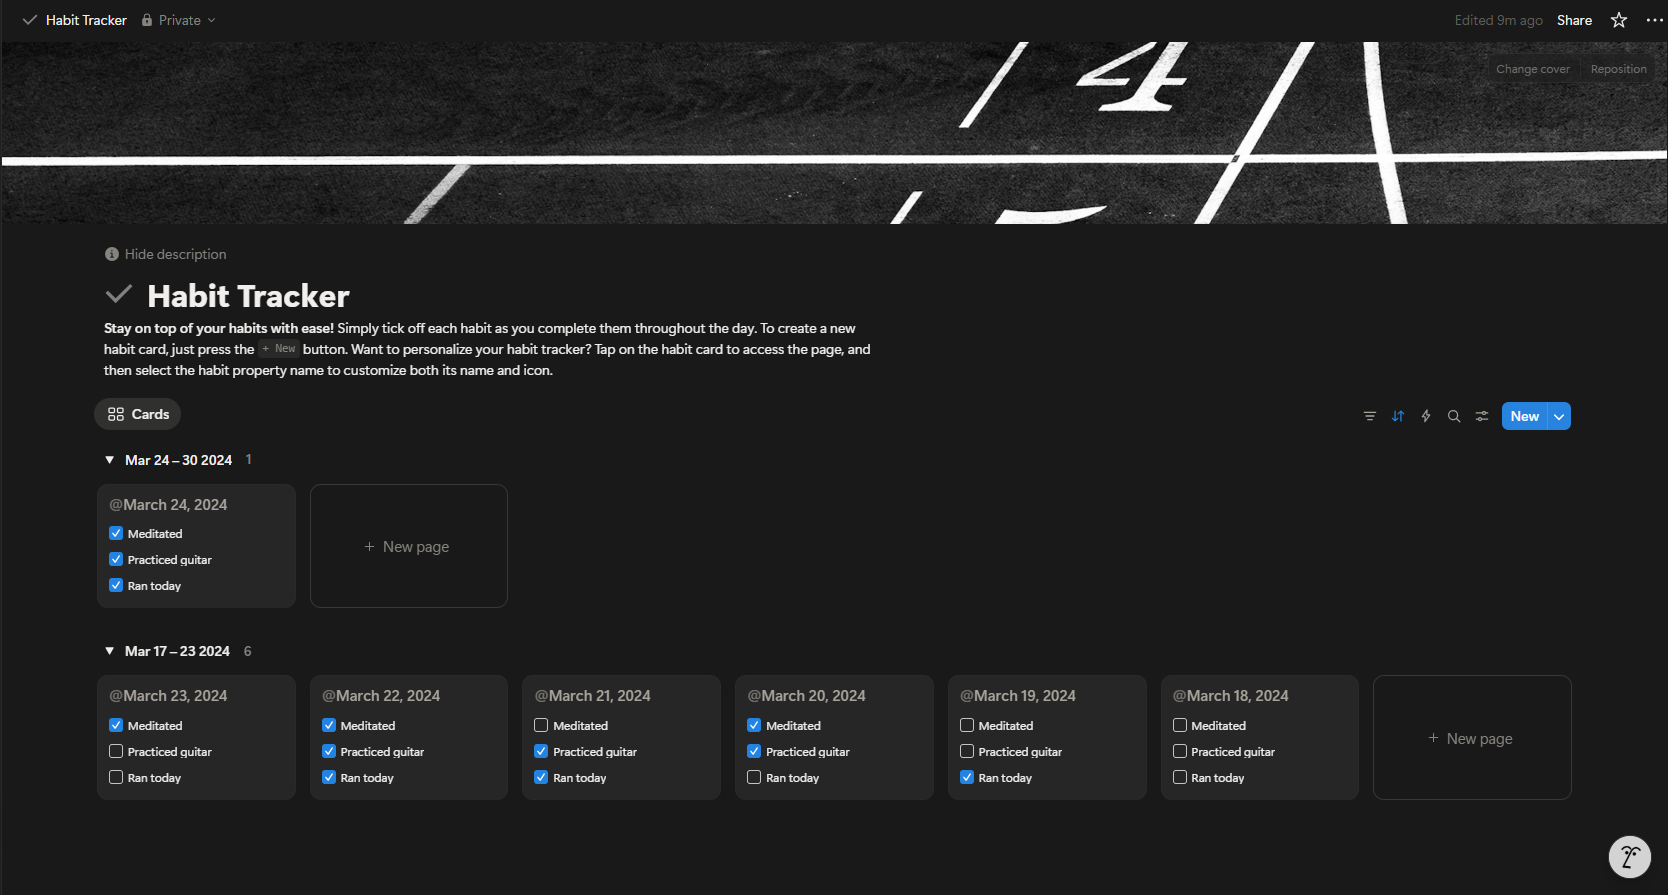 Habit Tracker Private
Edited 9m ago Share
4
Change cover Reposition
Hide description
Habit Tracker
Stay on top of your habits with ease! Simply tick off each habit as you complete them throughout the day. To create a new
habit card, just press the + New button. Want to personalize your habit tracker? Tap on the habit card to access the page, and
then select the habit property name to customize both its name and icon.
Cards
New
Mar 24 – 30 2024 1
@March 24, 2024
Meditated
Practiced guitar
Ran today
+ New page
Mar 17 – 23 2024 6
@March 23, 2024
Meditated
Practiced guitar
Ran today
@March 22, 2024
Meditated
Practiced guitar
Ran today
@March 21, 2024
Meditated
Practiced guitar
Ran today
@March 20, 2024
Meditated
Practiced guitar
Ran today
@March 19, 2024
Meditated
Practiced guitar
Ran today
@March 18, 2024
Meditated
Practiced guitar
Ran today
+ New page